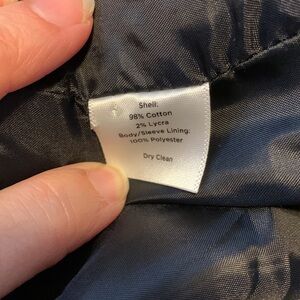 Shell:
98% Cotton
2% Lycra
Body/Sleeve Lining:
100% Polyester
Dry Clean